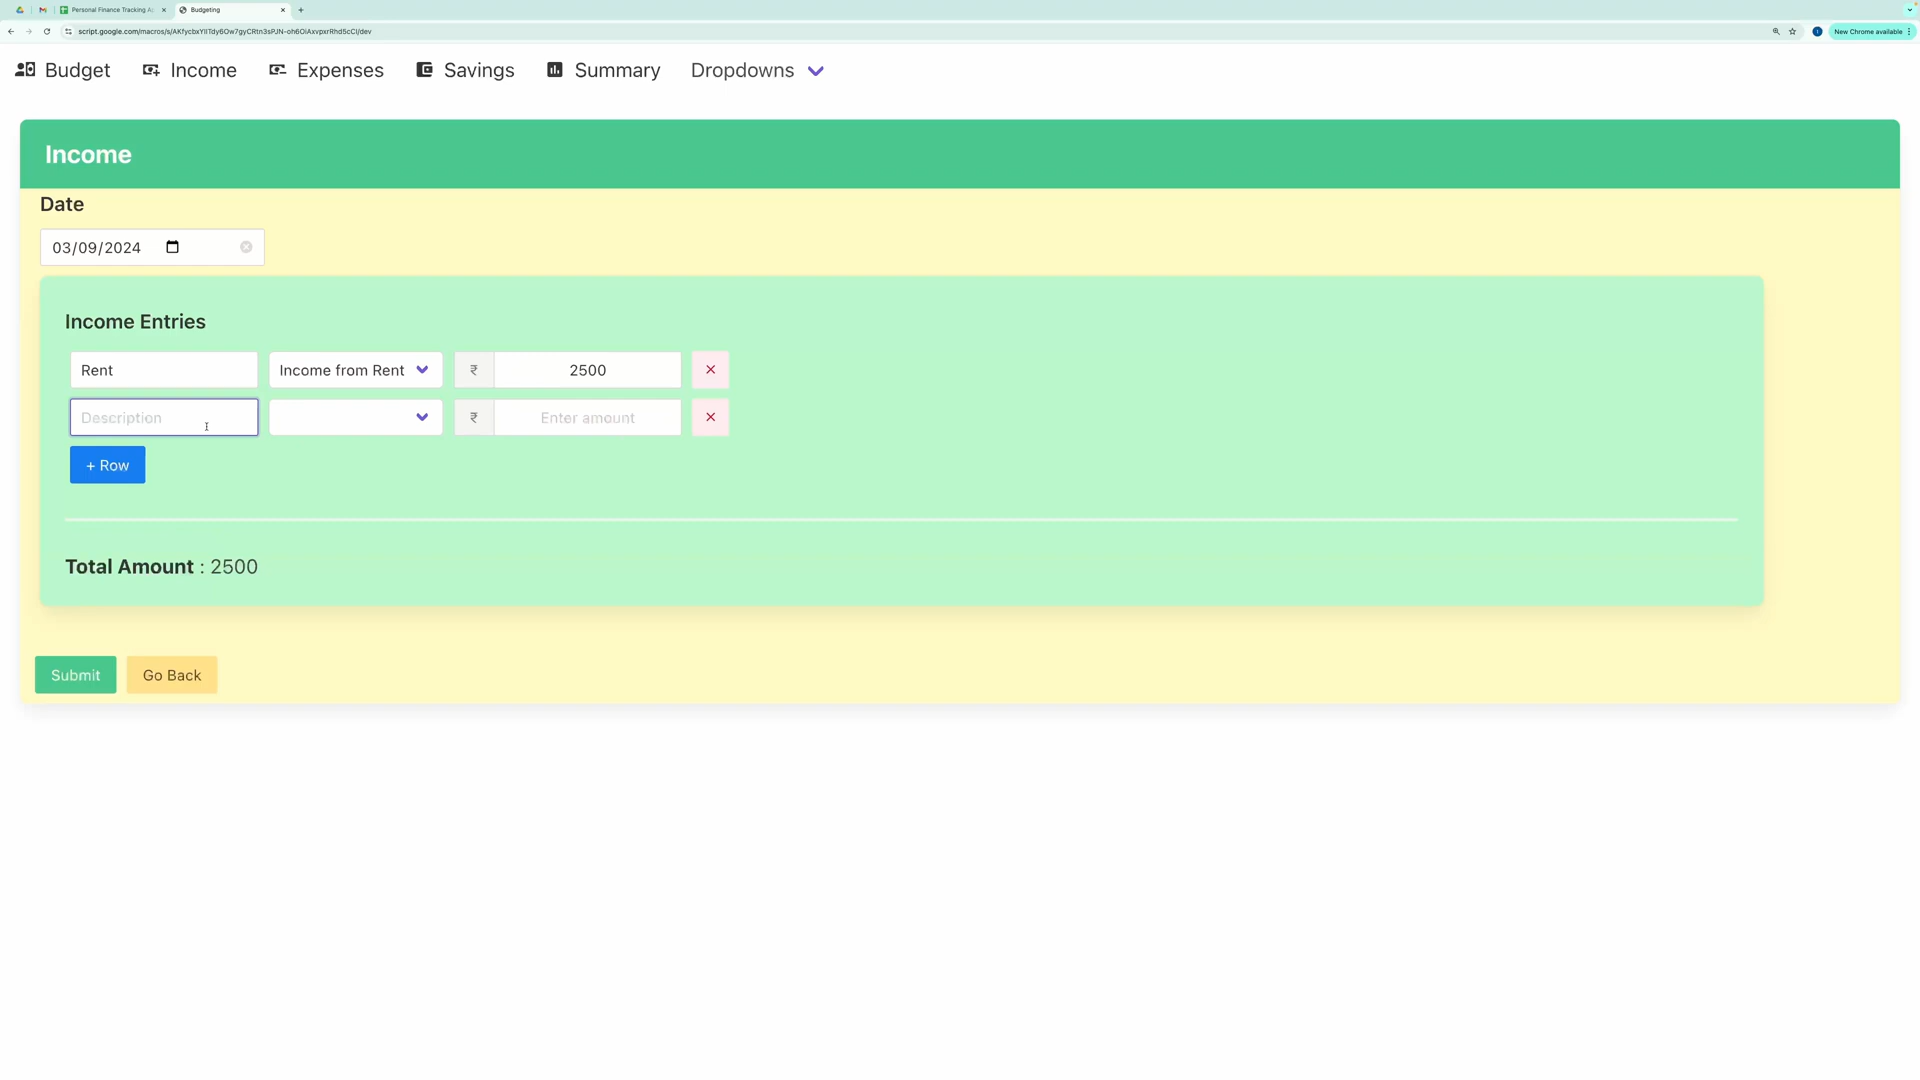 Personal Finance Tracking A
Budgeting
script.google.com/macros/s/AKfycbxYIITdy6Ow7gyCRtn3sPJN-oh6OiAxvpxrRhd5cCl/dev
New Chrome available
Budget Income Expenses Savings Summary Dropdowns
Income
Date
03/09/2024
Income Entries
Rent Income from Rent ₹ 2500
Description ₹ Enter amount
+ Row
Total Amount : 2500
Submit Go Back